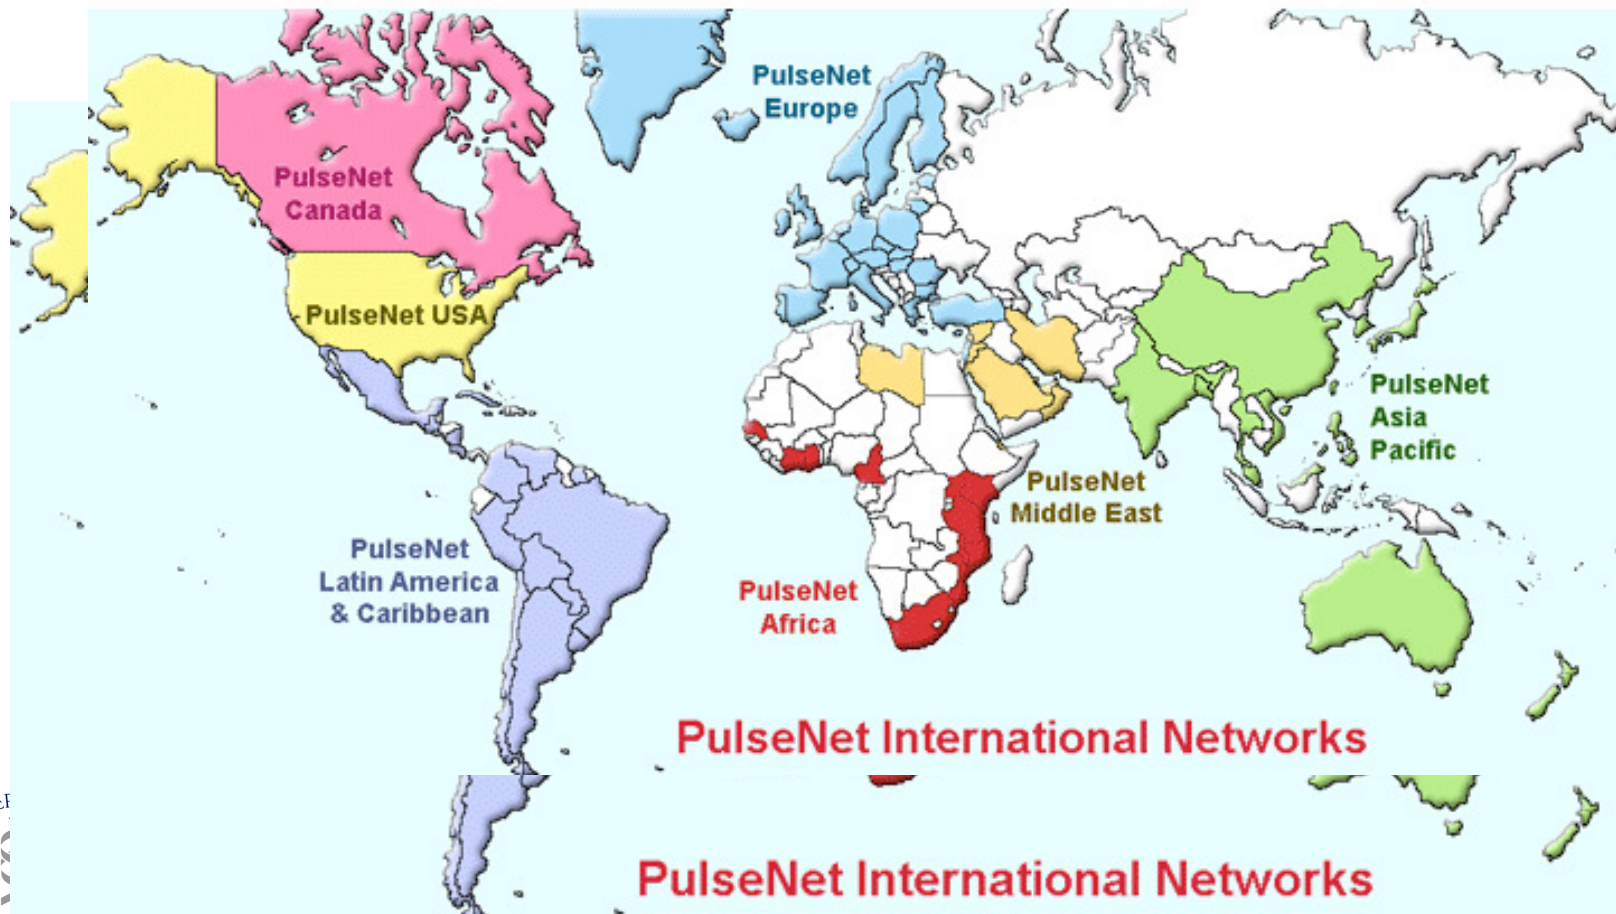 PulseNet
Europe
PulseNet
Canada
PulseNet USA
PulseNet
Asia
Pacific
PulseNet
Middle East
PulseNet
Latin America
& Caribbean
PulseNet
Africa
PulseNet International Networks
PulseNet International Networks